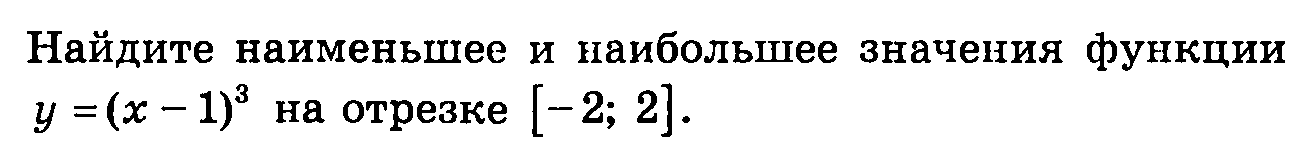 Найдите наименьшее и наибольшее значения функции
y = (x − 1)³ на отрезке [−2; 2].